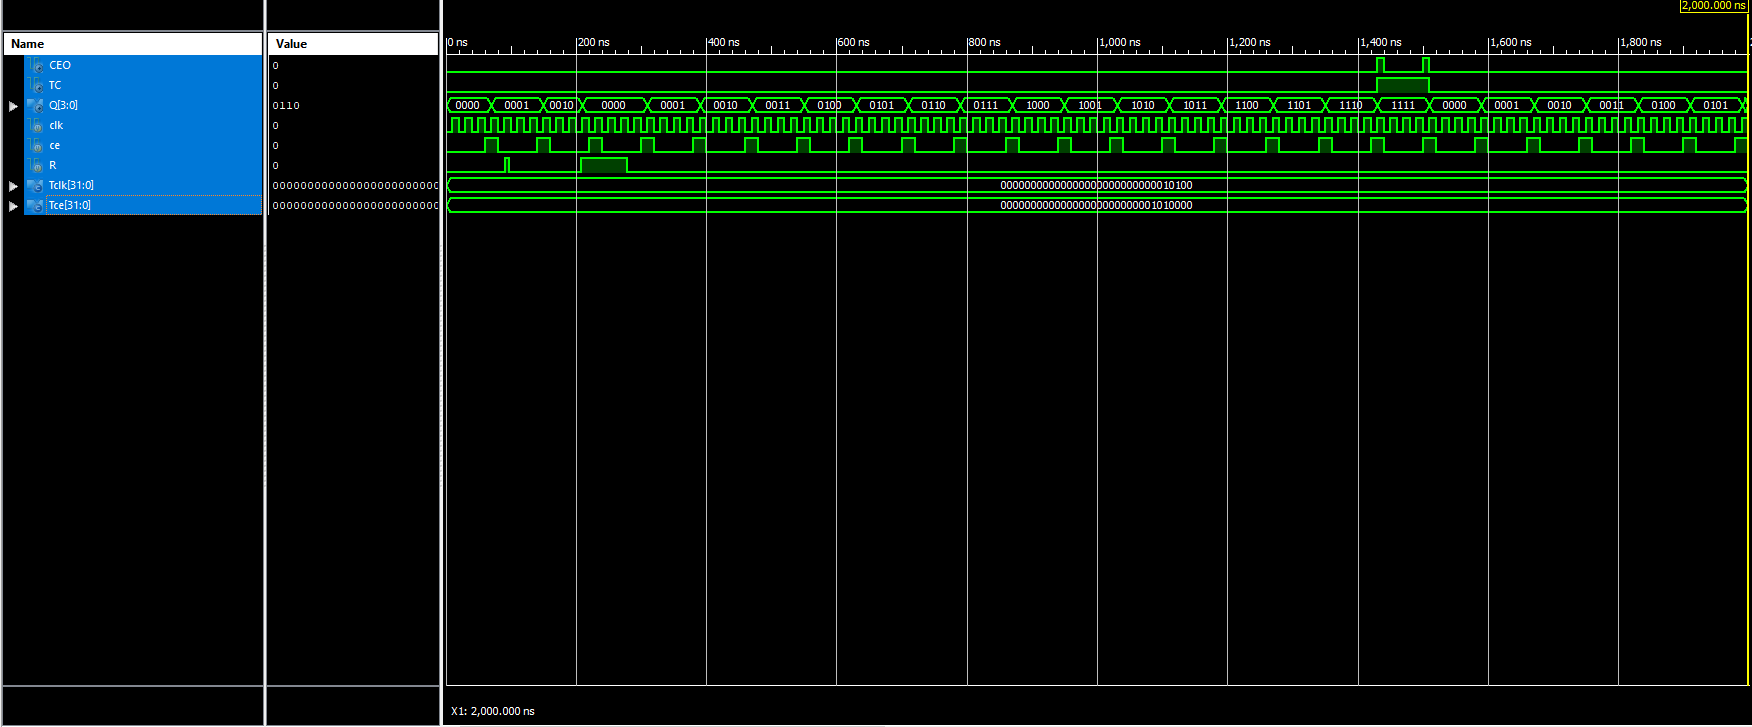 2,000.000 ns
Name Value
0 ns 200 ns 400 ns 600 ns 800 ns 1,000 ns 1,200 ns 1,400 ns 1,600 ns 1,800 ns
CEO 0
TC 0
Q[3:0] 0110 0000 0001 0010 0000 0001 0010 0011 0100 0101 0110 0111 1000 1001 1010 1011 1100 1101 1110 1111 0000 0001 0010 0011 0100 0101
clk 0
ce 0
R 0
Tclk[31:0] 000000000000000000000000 00000000000000000000000000010100
Tce[31:0] 000000000000000000000000 00000000000000000000000001010000
X1: 2,000.000 ns